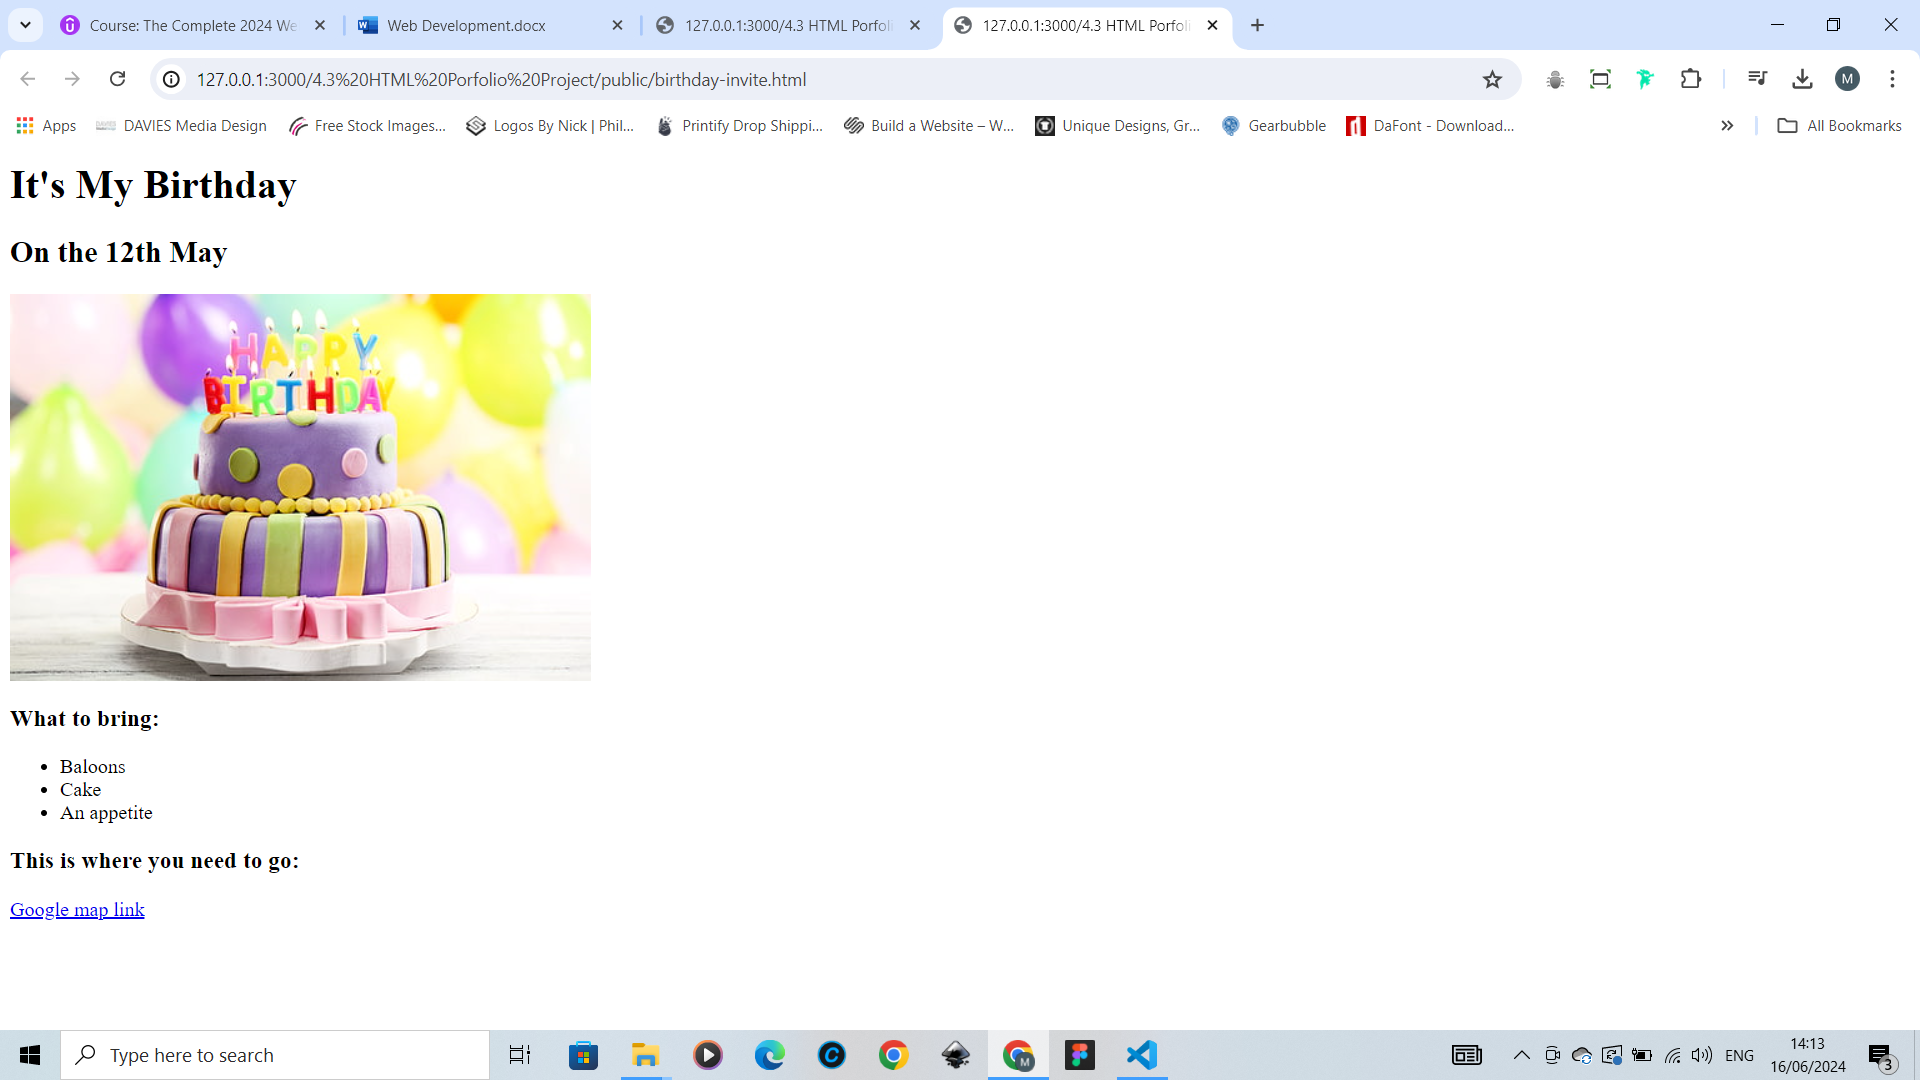 Course: The Complete 2024 We
Web Development.docx
127.0.0.1:3000/4.3 HTML Porfoli
127.0.0.1:3000/4.3 HTML Porfoli
127.0.0.1:3000/4.3%20HTML%20Porfolio%20Project/public/birthday-invite.html
M
Apps
DAVIES Media Design
Free Stock Images...
Logos By Nick | Phil...
Printify Drop Shippi...
Build a Website – W...
Unique Designs, Gr...
Gearbubble
DaFont - Download...
All Bookmarks
It's My Birthday
On the 12th May
HAPPY
BIRTHDAY
What to bring:
Baloons
Cake
An appetite
This is where you need to go:
Google map link
Type here to search
ENG
14:13
16/06/2024
3